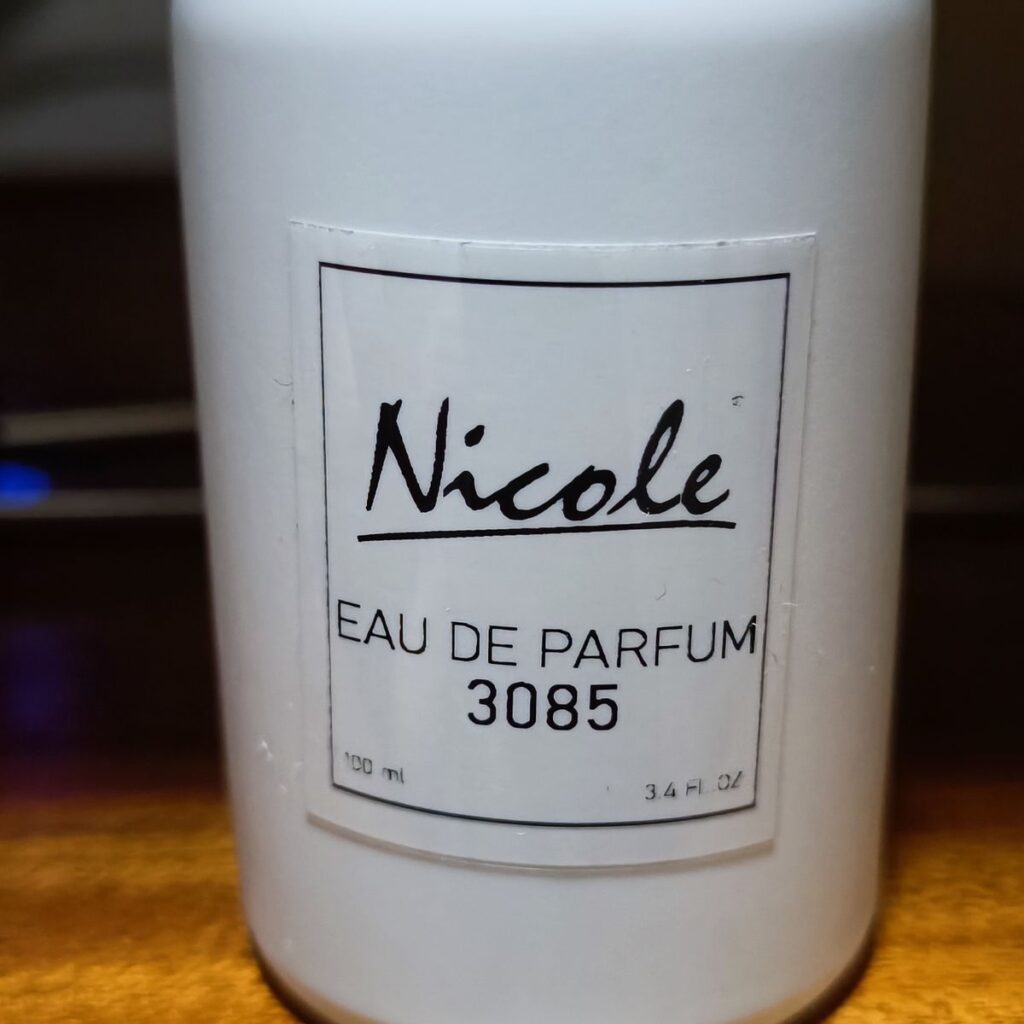 Nicole
EAU DE PARFUM
3085
100 ml
3.4 Fl. OZ